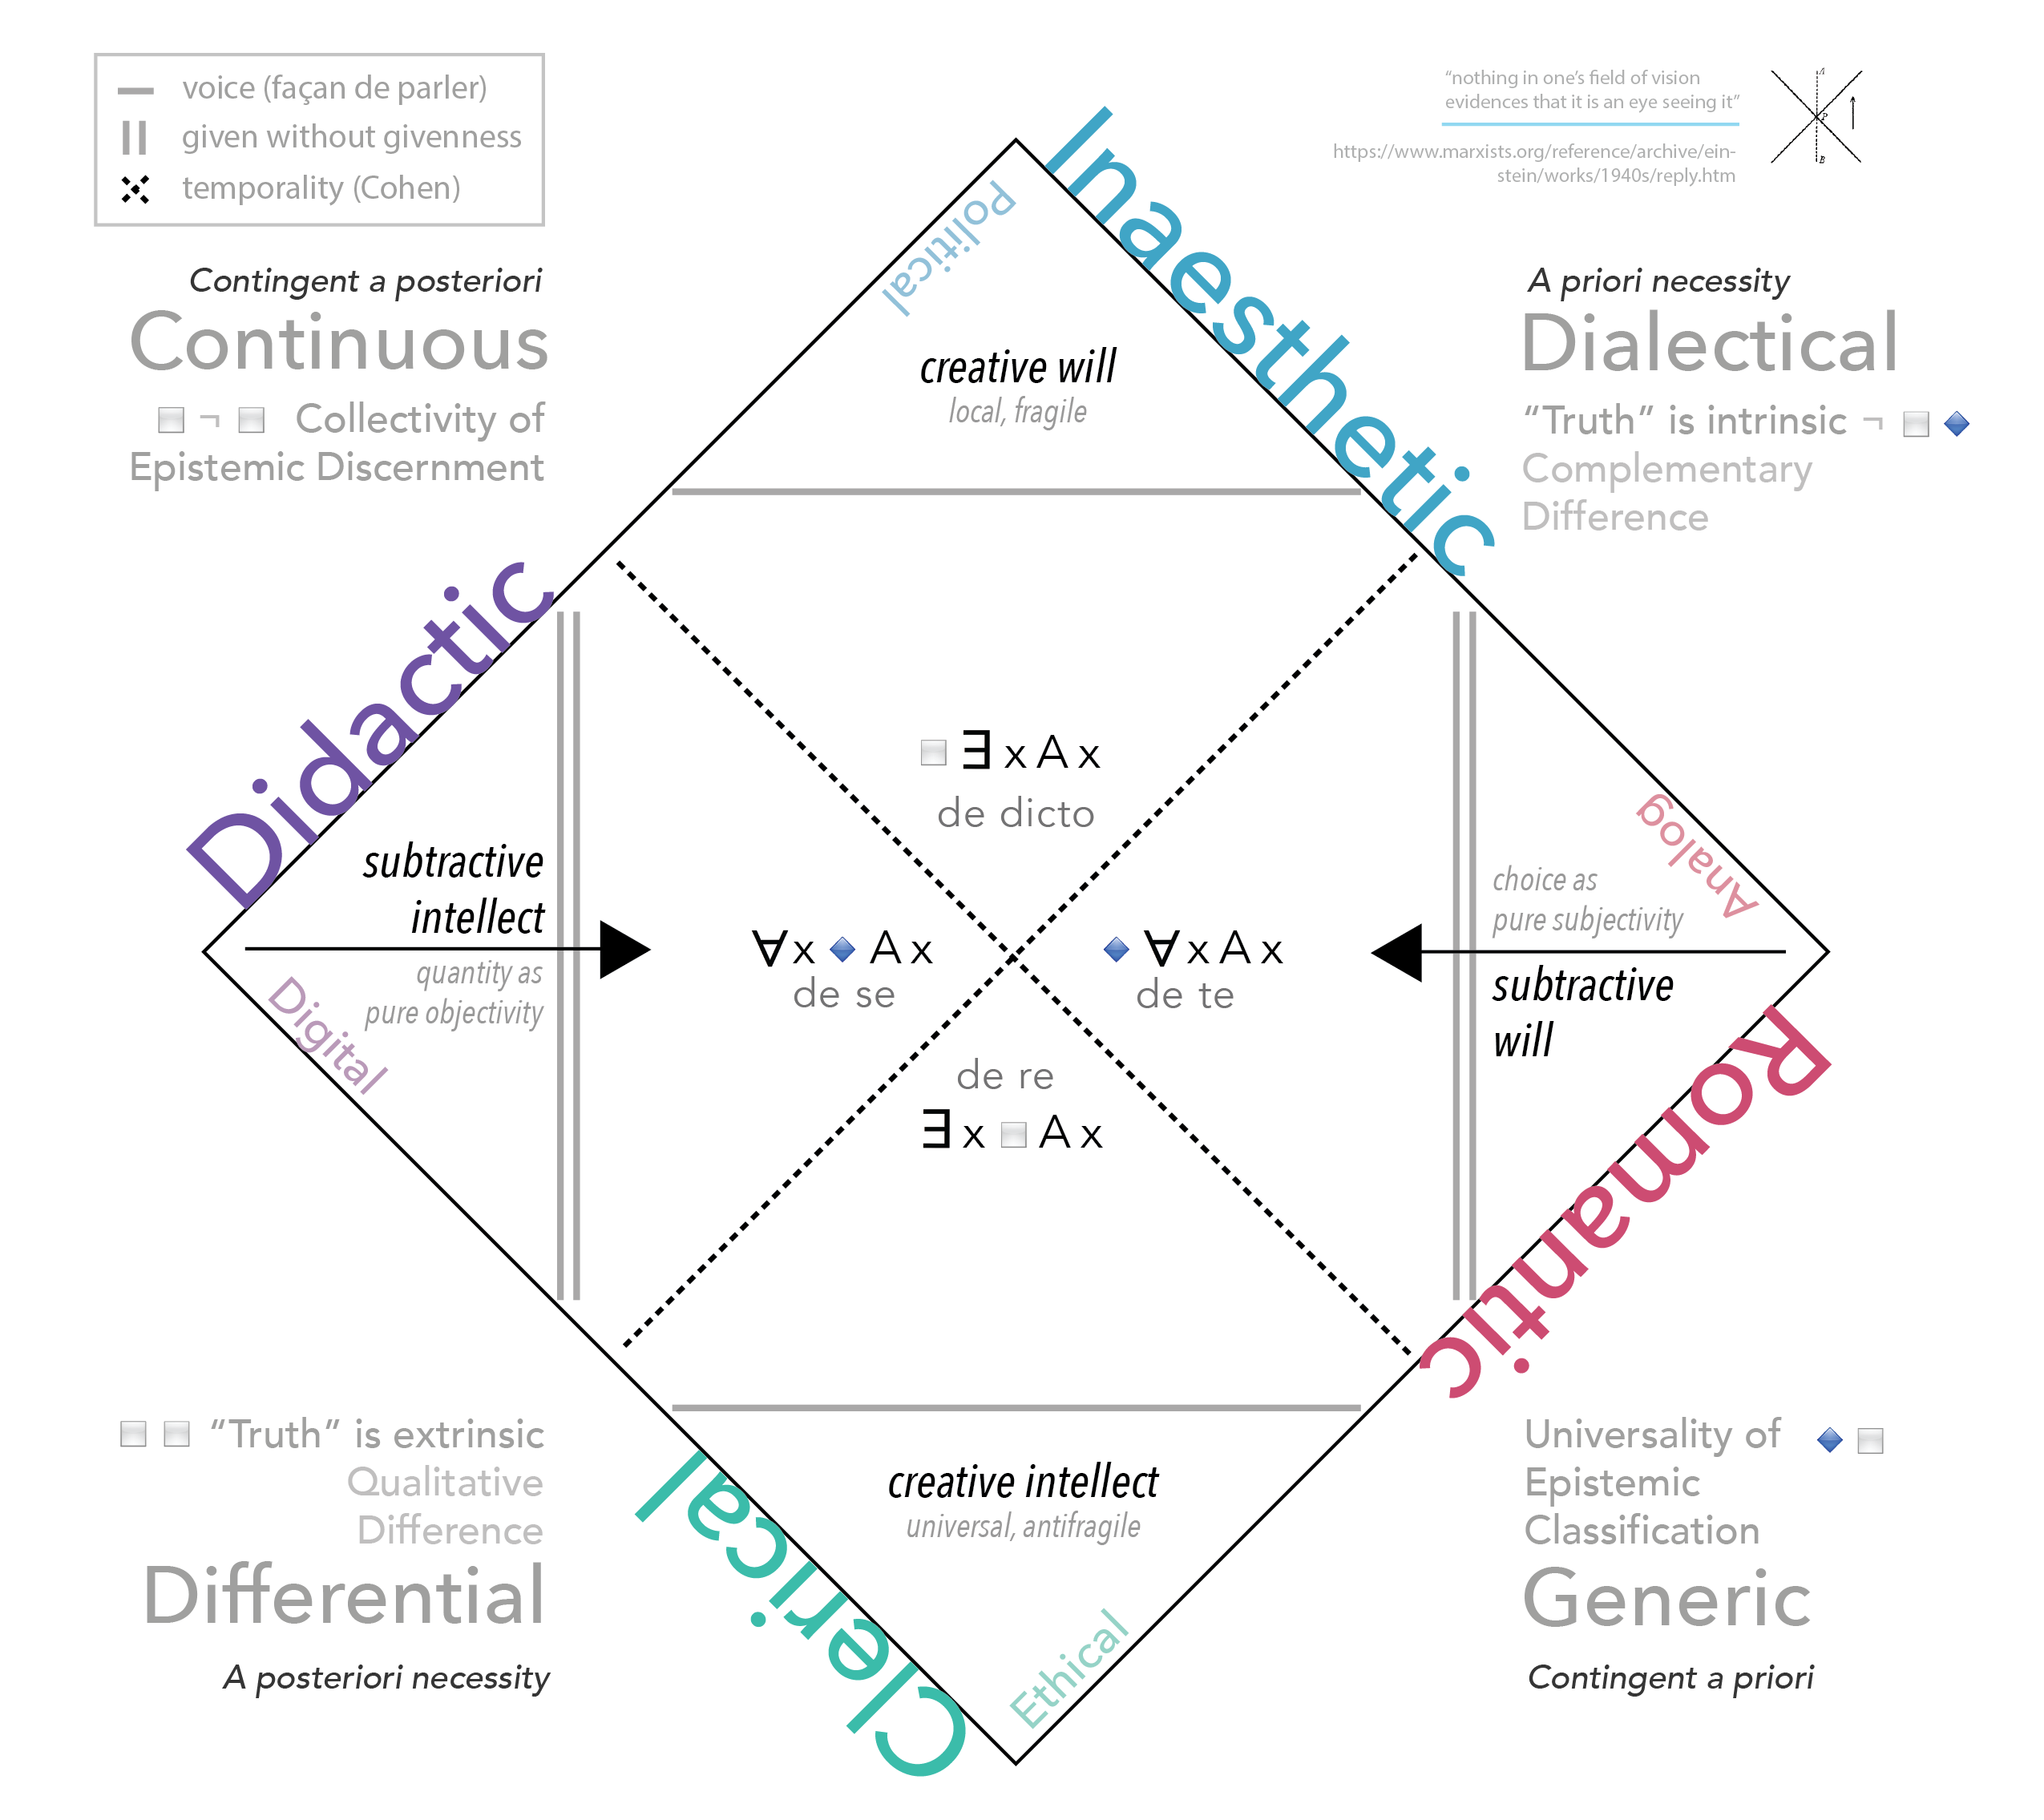 voice (façan de parler)
given without givenness
temporality (Cohen)
“nothing in one’s field of vision
evidences that it is an eye seeing it”
https://www.marxists.org/reference/archive/ein-
stein/works/1940s/reply.htm
A
P
B
Contingent a posteriori
Continuous
□ ¬ □ Collectivity of
Epistemic Discernment
A priori necessity
Dialectical
“Truth” is intrinsic ¬ □ ◆
Complementary
Difference
Inaesthetic
Political
creative will
local, fragile
Didactic
□ ∃ x A x
de dicto
Analog
subtractive
intellect
quantity as
pure objectivity
Digital
∀ x ◆ A x
de se
◆ ∀ x A x
de te
choice as
pure subjectivity
subtractive
will
Romantic
de re
∃ x □ A x
creative intellect
universal, antifragile
Clerical
Ethical
□ □ “Truth” is extrinsic
Qualitative
Difference
Differential
A posteriori necessity
Universality of ◆ □
Epistemic
Classification
Generic
Contingent a priori